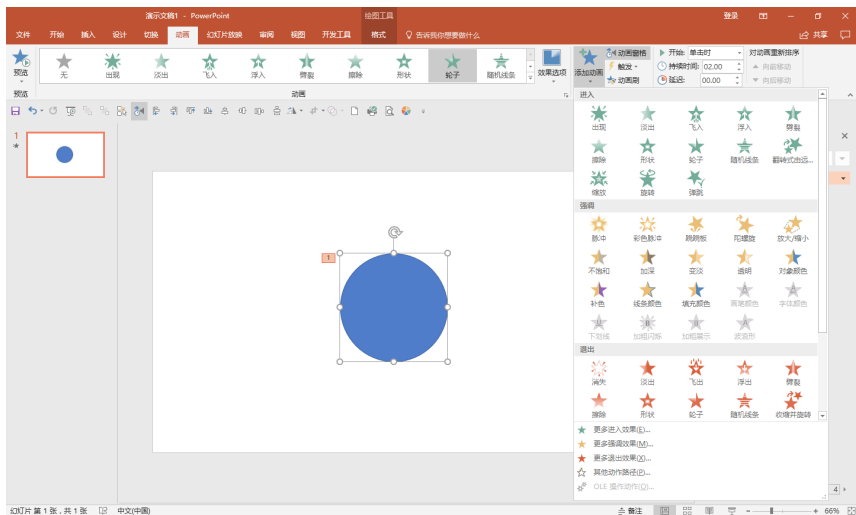 演示文稿1 - PowerPoint 绘图工具 登录
文件 开始 插入 设计 切换 动画 幻灯片放映 审阅 视图 开发工具 格式 告诉我你想要做什么 共享
预览 无 出现 淡出 飞入 浮入 劈裂 擦除 形状 轮子 随机线条 效果选项 添加动画
动画窗格 开始: 单击时 对动画重新排序
触发 持续时间: 02.00 向前移动
动画刷 延迟: 00.00 向后移动
预览 动画
进入
出现 淡出 飞入 浮入 劈裂
擦除 形状 轮子 随机线条 翻转式由远...
缩放 旋转 弹跳
强调
脉冲 彩色脉冲 跷跷板 陀螺旋 放大/缩小
不饱和 加深 变淡 透明 对象颜色
补色 线条颜色 填充颜色 画笔颜色 字体颜色
下划线 加粗闪烁 加粗展示 波浪形
退出
消失 淡出 飞出 浮出 劈裂
擦除 形状 轮子 随机线条 收缩并旋转
更多进入效果(E)...
更多强调效果(M)...
更多退出效果(X)...
其他动作路径(P)...
OLE 操作动作(O)...
1
1
4
幻灯片 第 1 张，共 1 张 中文(中国) 备注 66%